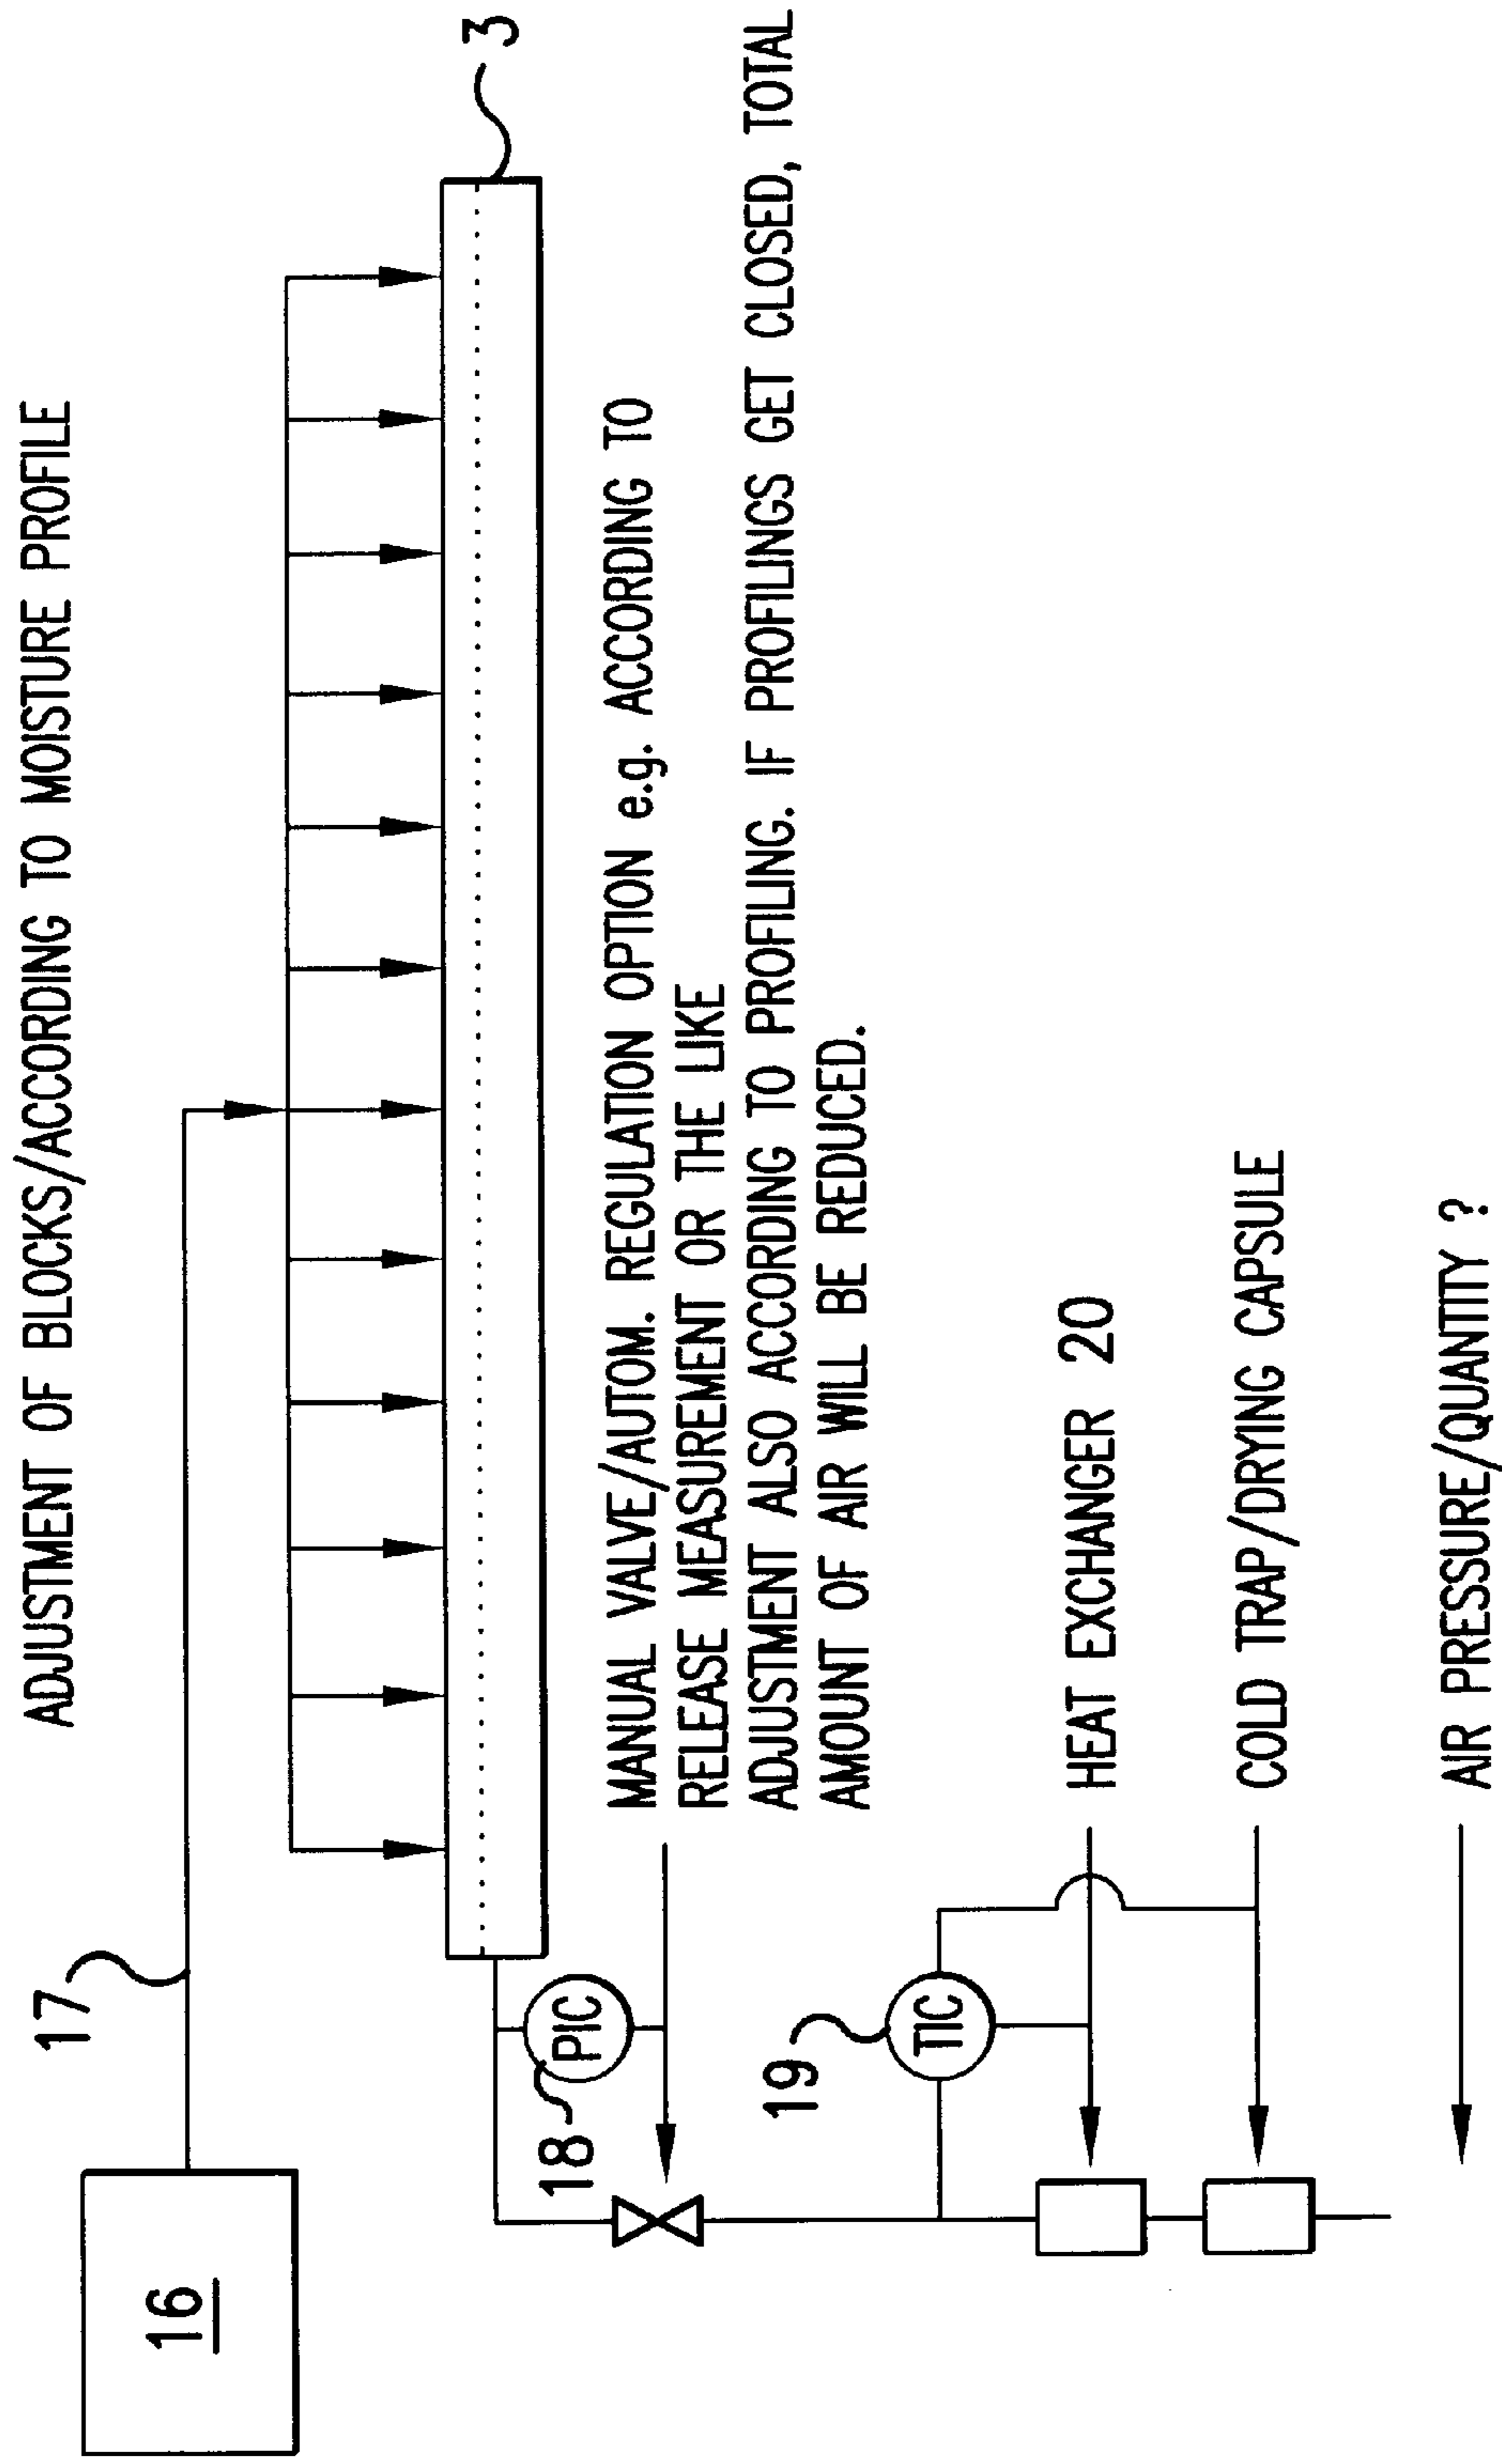 ADJUSTMENT OF BLOCKS/ACCORDING TO MOISTURE PROFILE
17
16
3
18
PIC
MANUAL VALVE/AUTOM. REGULATION OPTION e.g. ACCORDING TO
RELEASE MEASUREMENT OR THE LIKE
ADJUSTMENT ALSO ACCORDING TO PROFILING. IF PROFILINGS GET CLOSED, TOTAL
AMOUNT OF AIR WILL BE REDUCED.
19
TIC
HEAT EXCHANGER 20
COLD TRAP/DRYING CAPSULE
AIR PRESSURE/QUANTITY ?